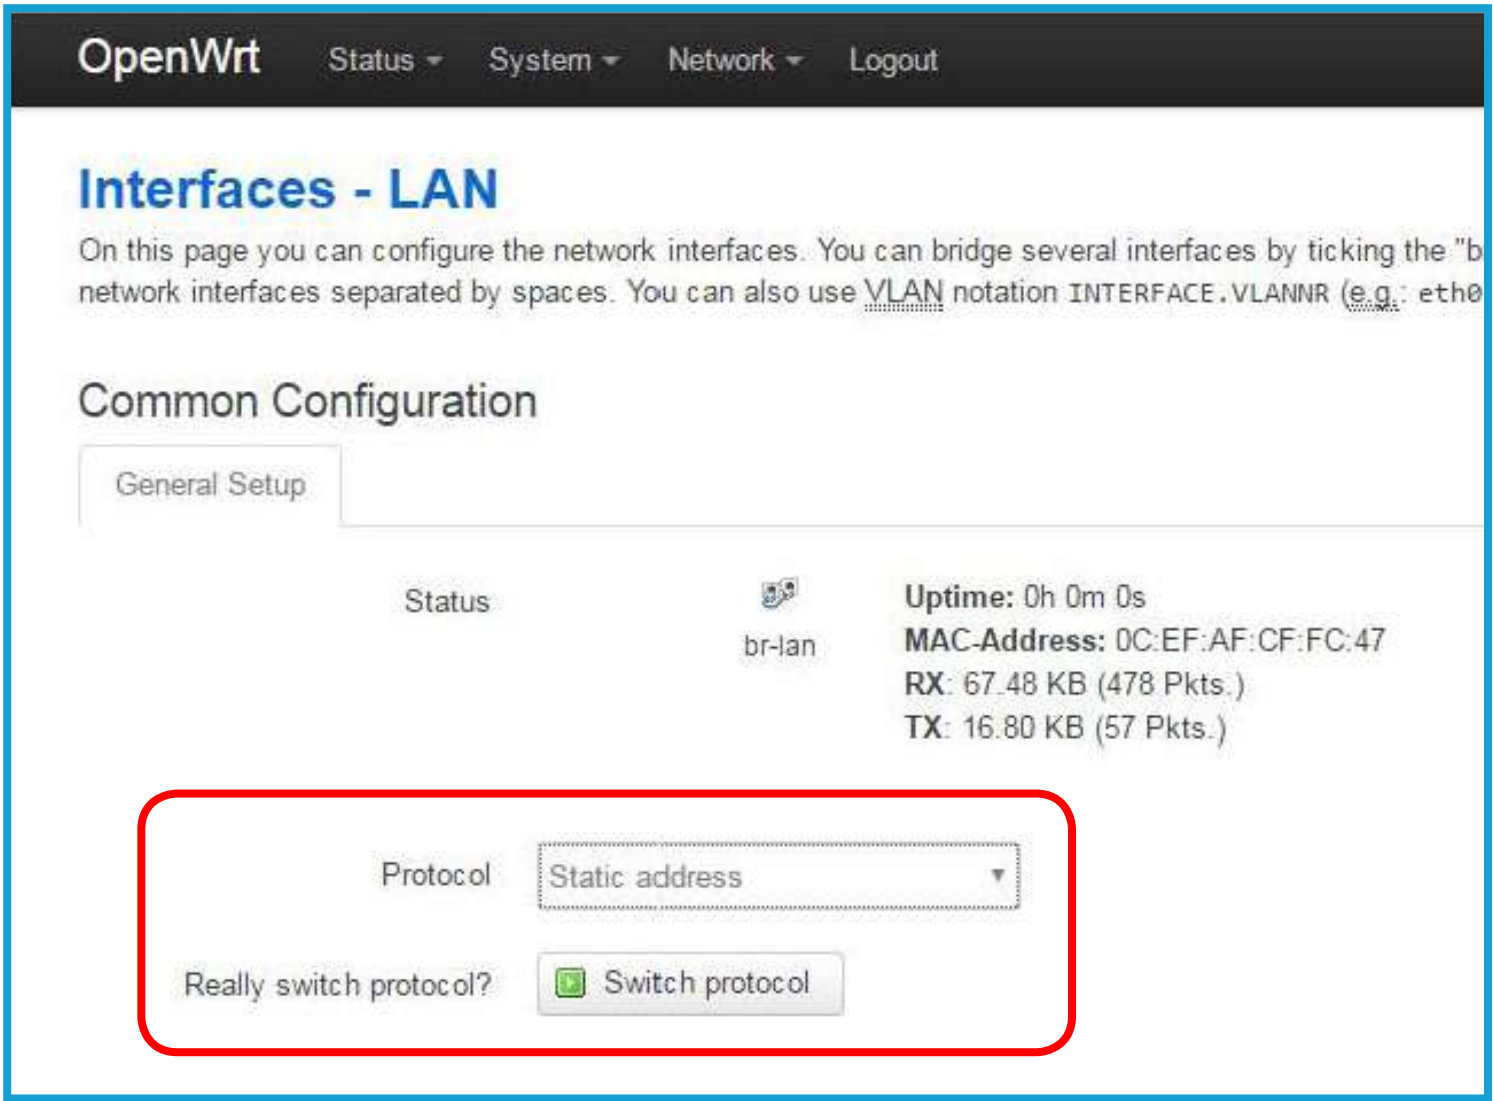 OpenWrt Status System Network Logout
Interfaces - LAN
On this page you can configure the network interfaces. You can bridge several interfaces by ticking the "b
network interfaces separated by spaces. You can also use VLAN notation INTERFACE.VLANNR (e.g.: eth0
Common Configuration
General Setup
Status
br-lan
Uptime: 0h 0m 0s
MAC-Address: 0C:EF:AF:CF:FC:47
RX: 67.48 KB (478 Pkts.)
TX: 16.80 KB (57 Pkts.)
Protocol Static address
Really switch protocol? Switch protocol